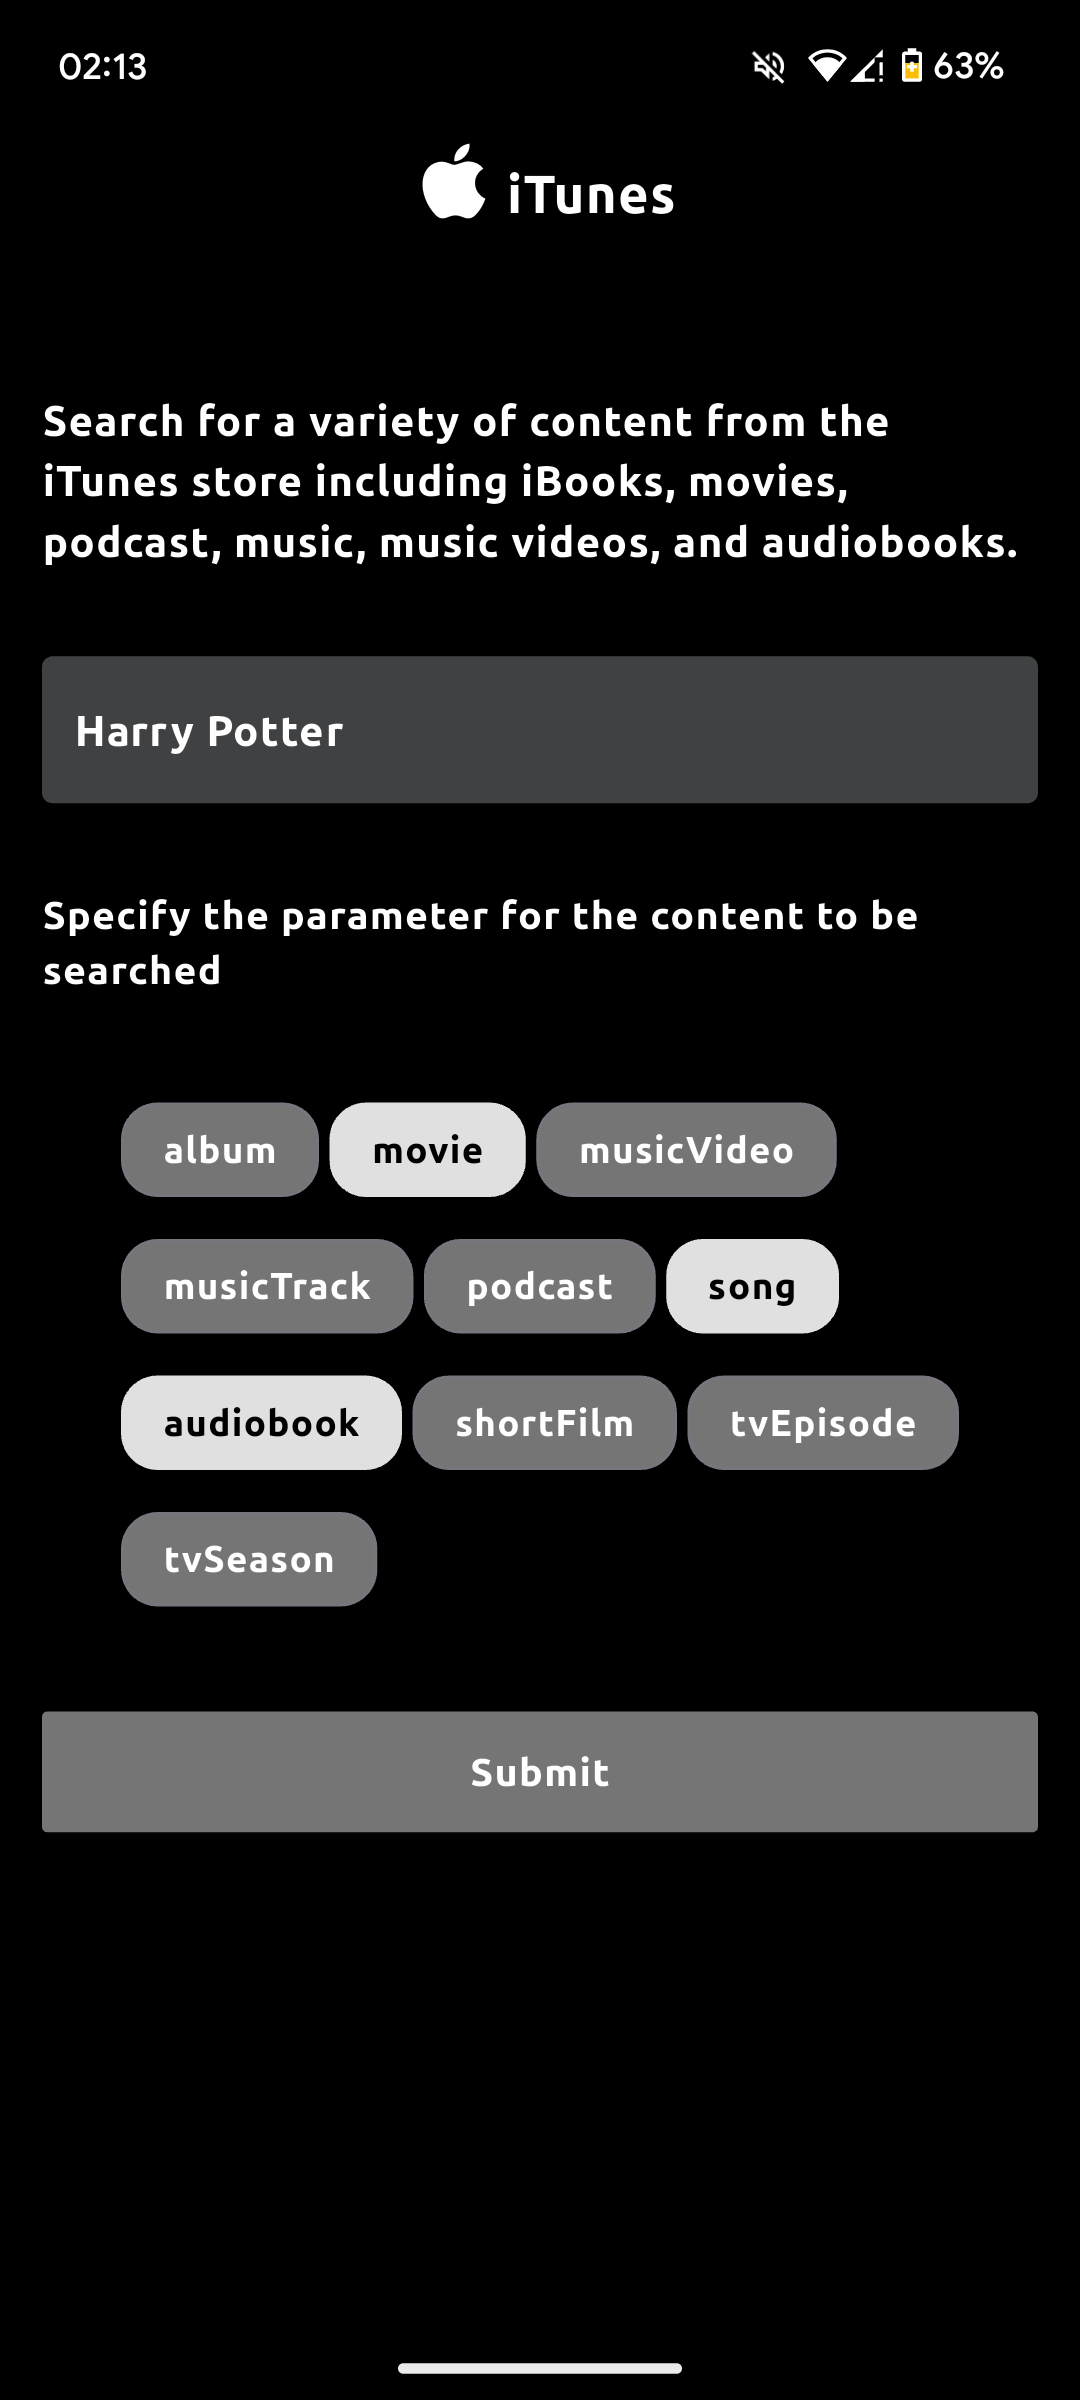 02:13 63%
iTunes
Search for a variety of content from the
iTunes store including iBooks, movies,
podcast, music, music videos, and audiobooks.
Harry Potter
Specify the parameter for the content to be
searched
album movie musicVideo
musicTrack podcast song
audiobook shortFilm tvEpisode
tvSeason
Submit